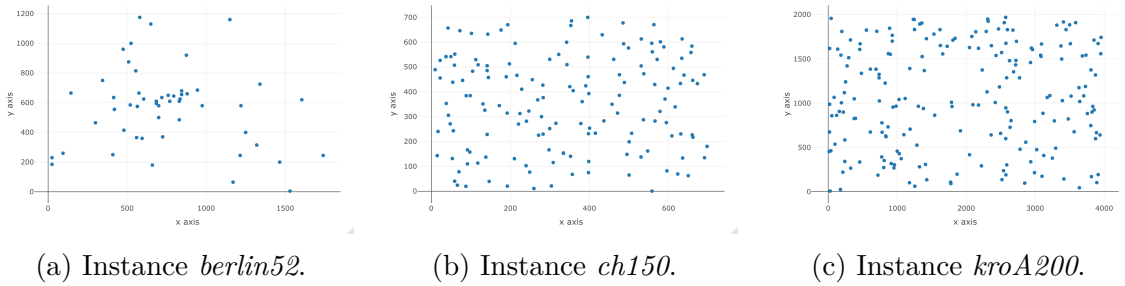 1200
1000
800
600
400
200
0
y axis
0 500 1000 1500
x axis
700
600
500
400
300
200
100
0
y axis
0 200 400 600
x axis
2000
1500
1000
500
0
y axis
0 1000 2000 3000 4000
x axis
(a) Instance berlin52.
(b) Instance ch150.
(c) Instance kroA200.